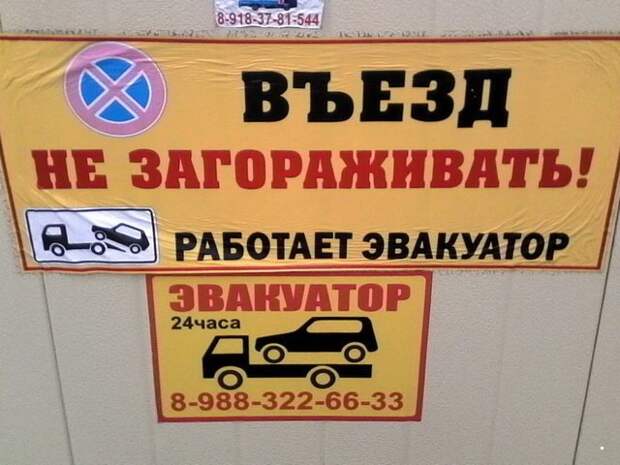 8-918-37-81-544
ВЪЕЗД
НЕ ЗАГОРАЖИВАТЬ!
РАБОТАЕТ ЭВАКУАТОР
ЭВАКУАТОР
24часа
8-988-322-66-33